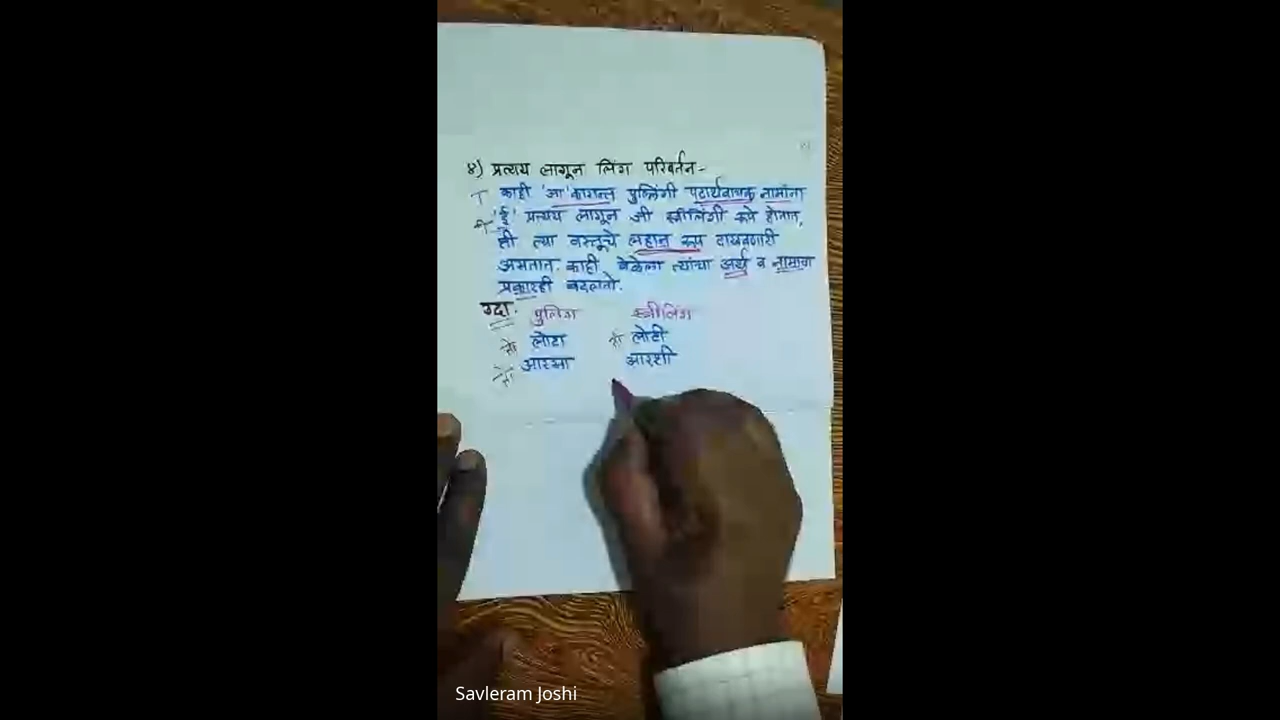 ४) प्रत्यय लागून लिंग परिवर्तन -
काही 'आ' कारान्त पुल्लिंगी पदार्थवाचक नामांना
'ई' प्रत्यय लागून जी स्त्रीलिंगी रूपे होतात,
ती त्या वस्तूचे लहान रूप दाखवणारी
असतात. काही वेळेला त्यांचा अर्थ व नामाचा
प्रकारही बदलतो.
उदा. पुलिंग स्त्रीलिंग
तो लोटा ती लोटी
तो आरसा आरशी
Savleram Joshi